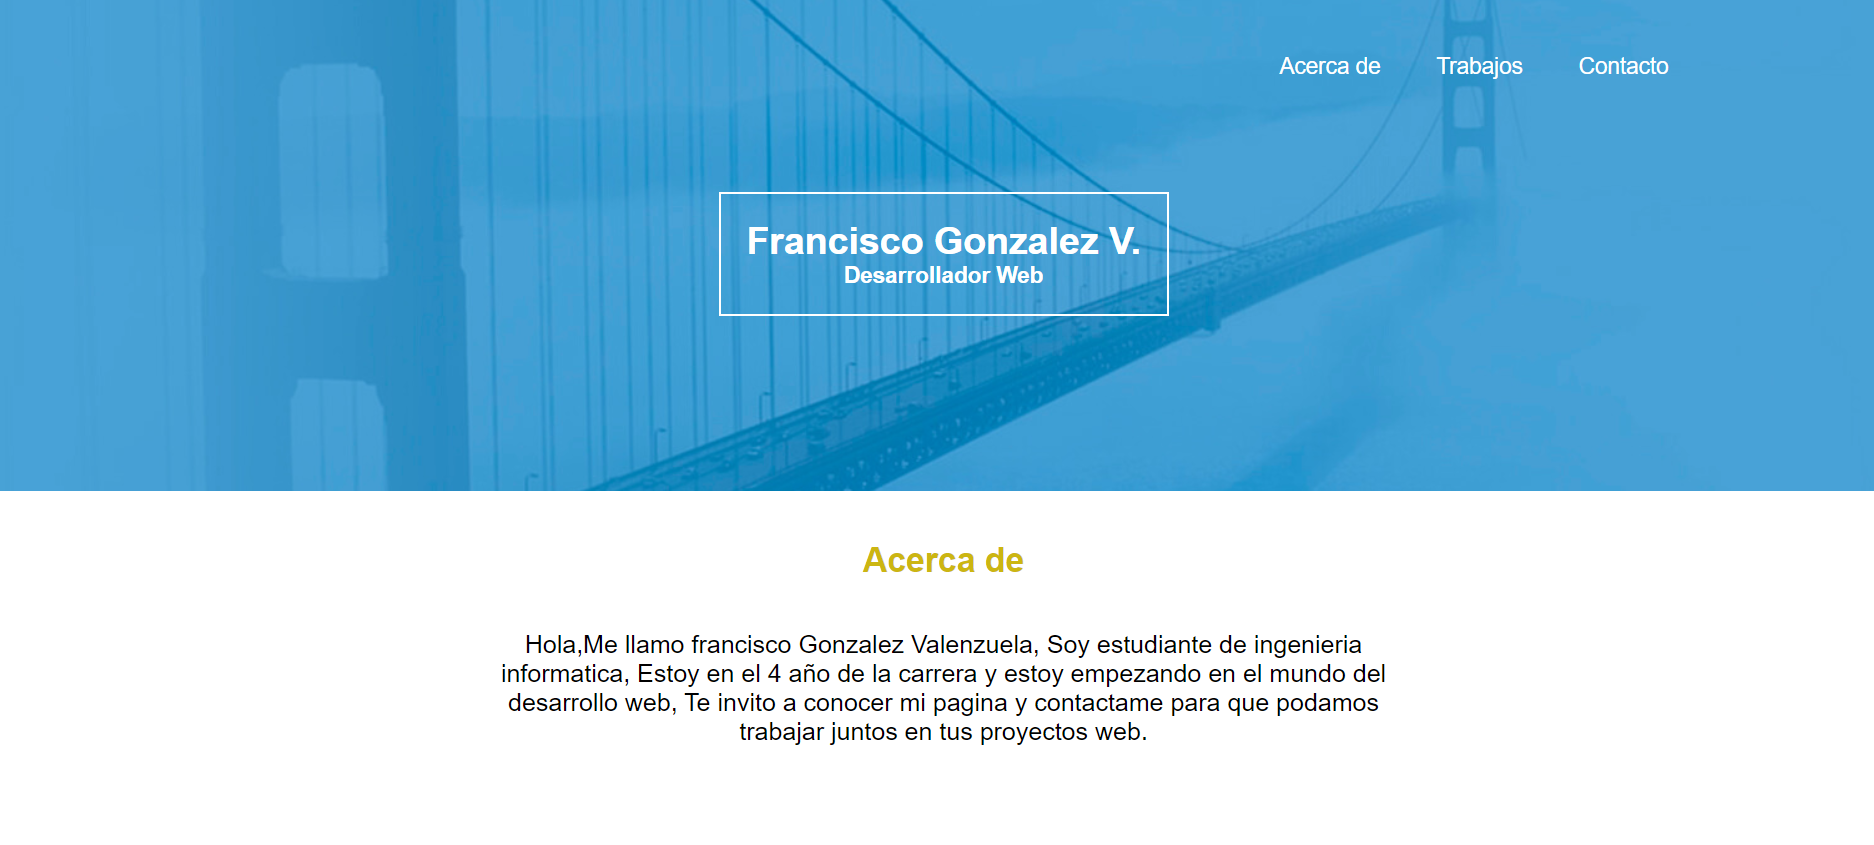 Acerca de Trabajos Contacto
Francisco Gonzalez V.
Desarrollador Web
Acerca de
Hola,Me llamo francisco Gonzalez Valenzuela, Soy estudiante de ingenieria
informatica, Estoy en el 4 año de la carrera y estoy empezando en el mundo del
desarrollo web, Te invito a conocer mi pagina y contactame para que podamos
trabajar juntos en tus proyectos web.